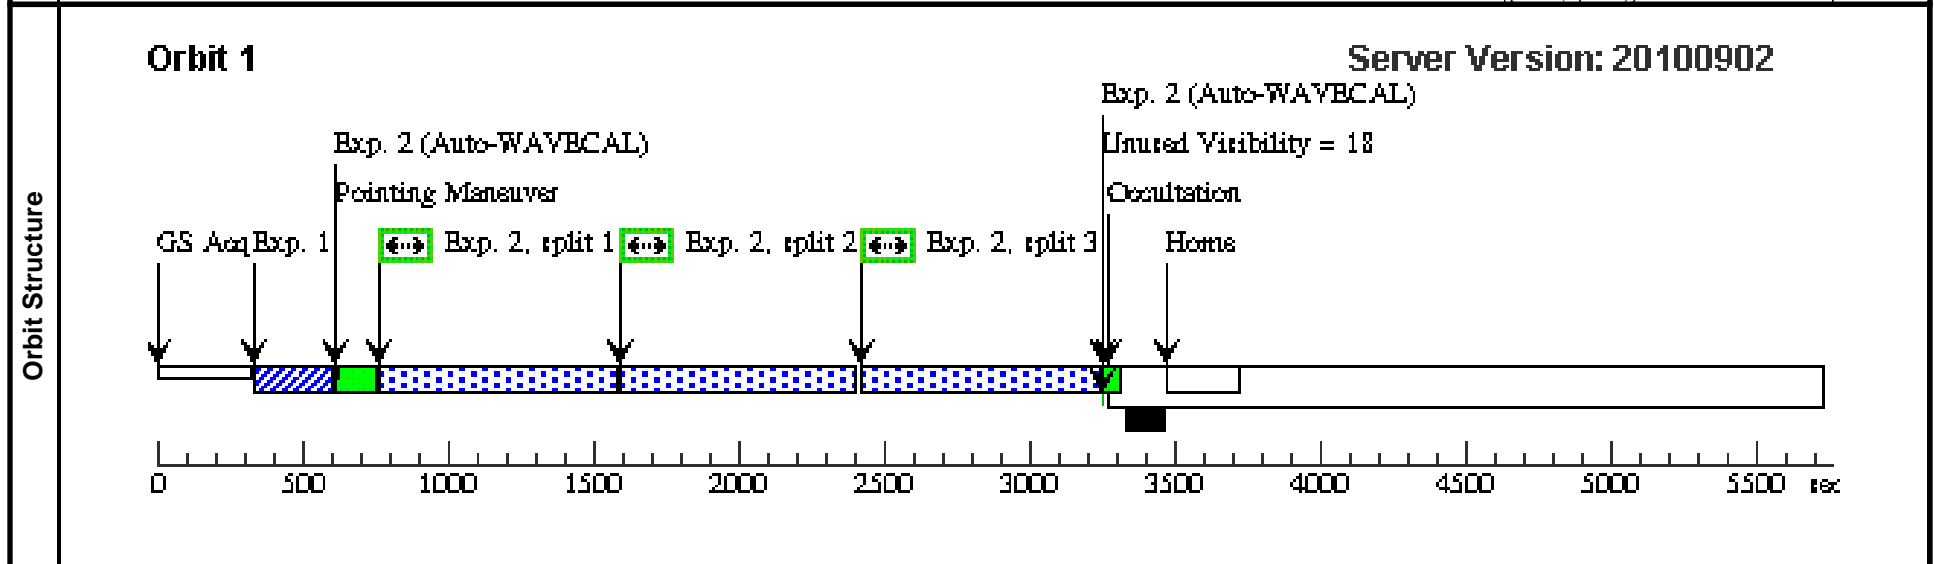 Orbit Structure
Orbit 1
Server Version: 20100902
Exp. 2 (Auto-WAVECAL)
Exp. 2 (Auto-WAVECAL)
Unused Visibility = 18
Pointing Maneuver
Occultation
GS Acq
Exp. 1
Exp. 2, split 1
Exp. 2, split 2
Exp. 2, split 3
Home
0 500 1000 1500 2000 2500 3000 3500 4000 4500 5000 5500 sec